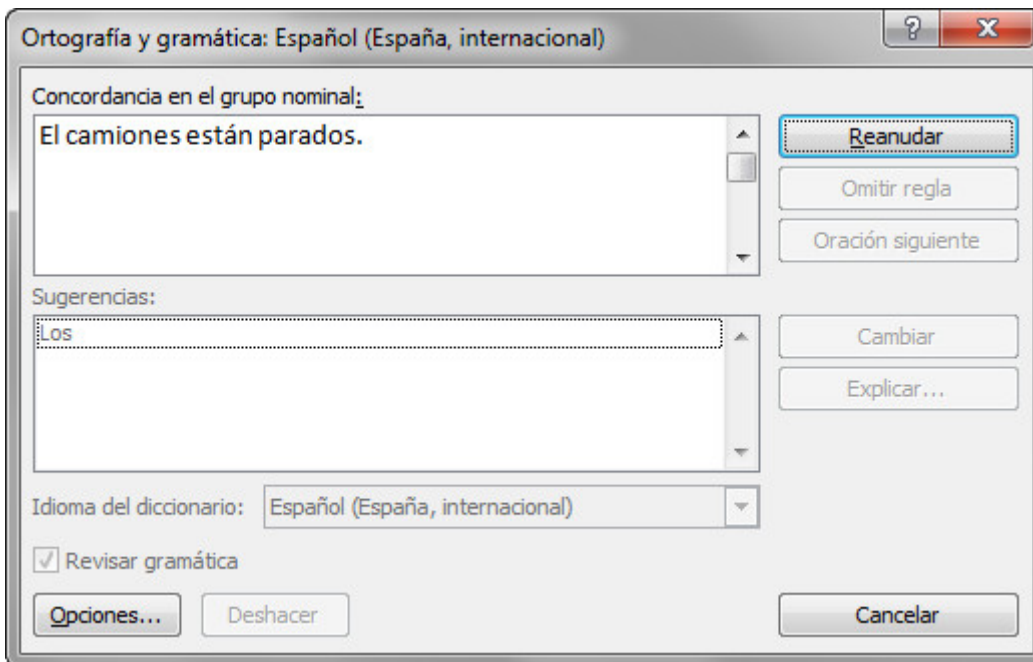 Ortografía y gramática: Español (España, internacional)
Concordancia en el grupo nominal:
El camiones están parados.
Reanudar
Omitir regla
Oración siguiente
Sugerencias:
Los
Cambiar
Explicar...
Idioma del diccionario: Español (España, internacional)
Revisar gramática
Opciones... Deshacer Cancelar